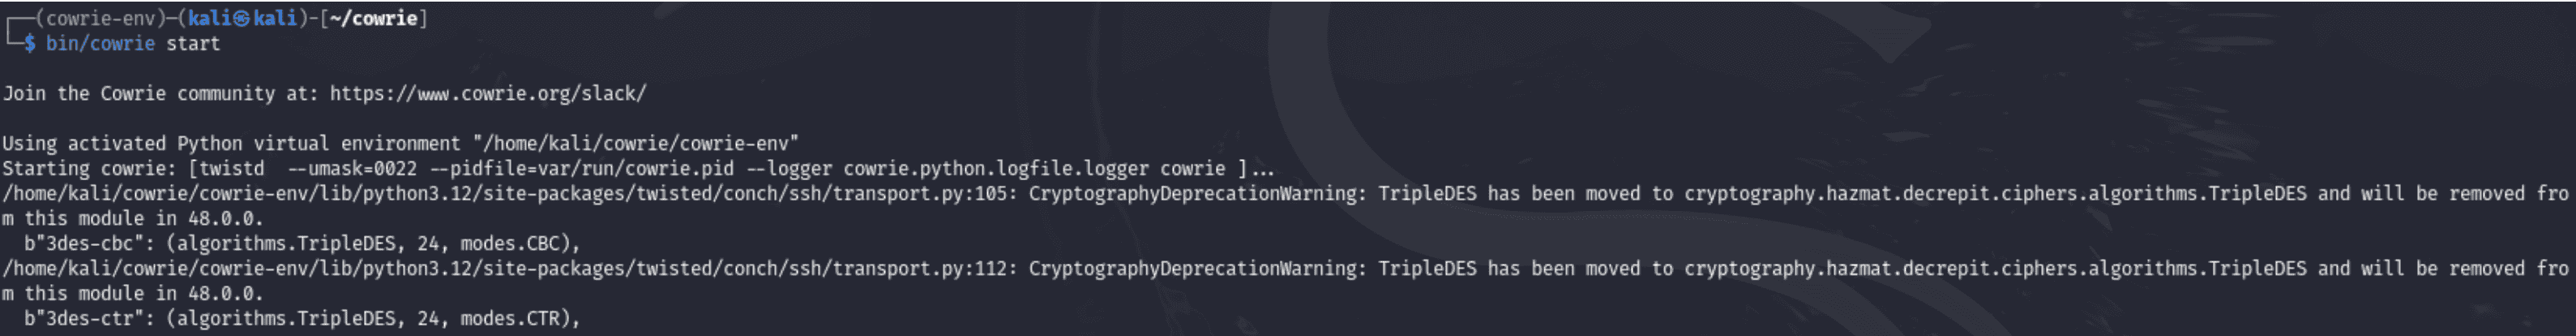 ┌──(cowrie-env)─(kali㉿kali)-[~/cowrie]
└─$ bin/cowrie start
Join the Cowrie community at: https://www.cowrie.org/slack/
Using activated Python virtual environment "/home/kali/cowrie/cowrie-env"
Starting cowrie: [twistd  --umask=0022 --pidfile=var/run/cowrie.pid --logger cowrie.python.logfile.logger cowrie ]...
/home/kali/cowrie/cowrie-env/lib/python3.12/site-packages/twisted/conch/ssh/transport.py:105: CryptographyDeprecationWarning: TripleDES has been moved to cryptography.hazmat.decrepit.ciphers.algorithms.TripleDES and will be removed fro
m this module in 48.0.0.
  b"3des-cbc": (algorithms.TripleDES, 24, modes.CBC),
/home/kali/cowrie/cowrie-env/lib/python3.12/site-packages/twisted/conch/ssh/transport.py:112: CryptographyDeprecationWarning: TripleDES has been moved to cryptography.hazmat.decrepit.ciphers.algorithms.TripleDES and will be removed fro
m this module in 48.0.0.
  b"3des-ctr": (algorithms.TripleDES, 24, modes.CTR),